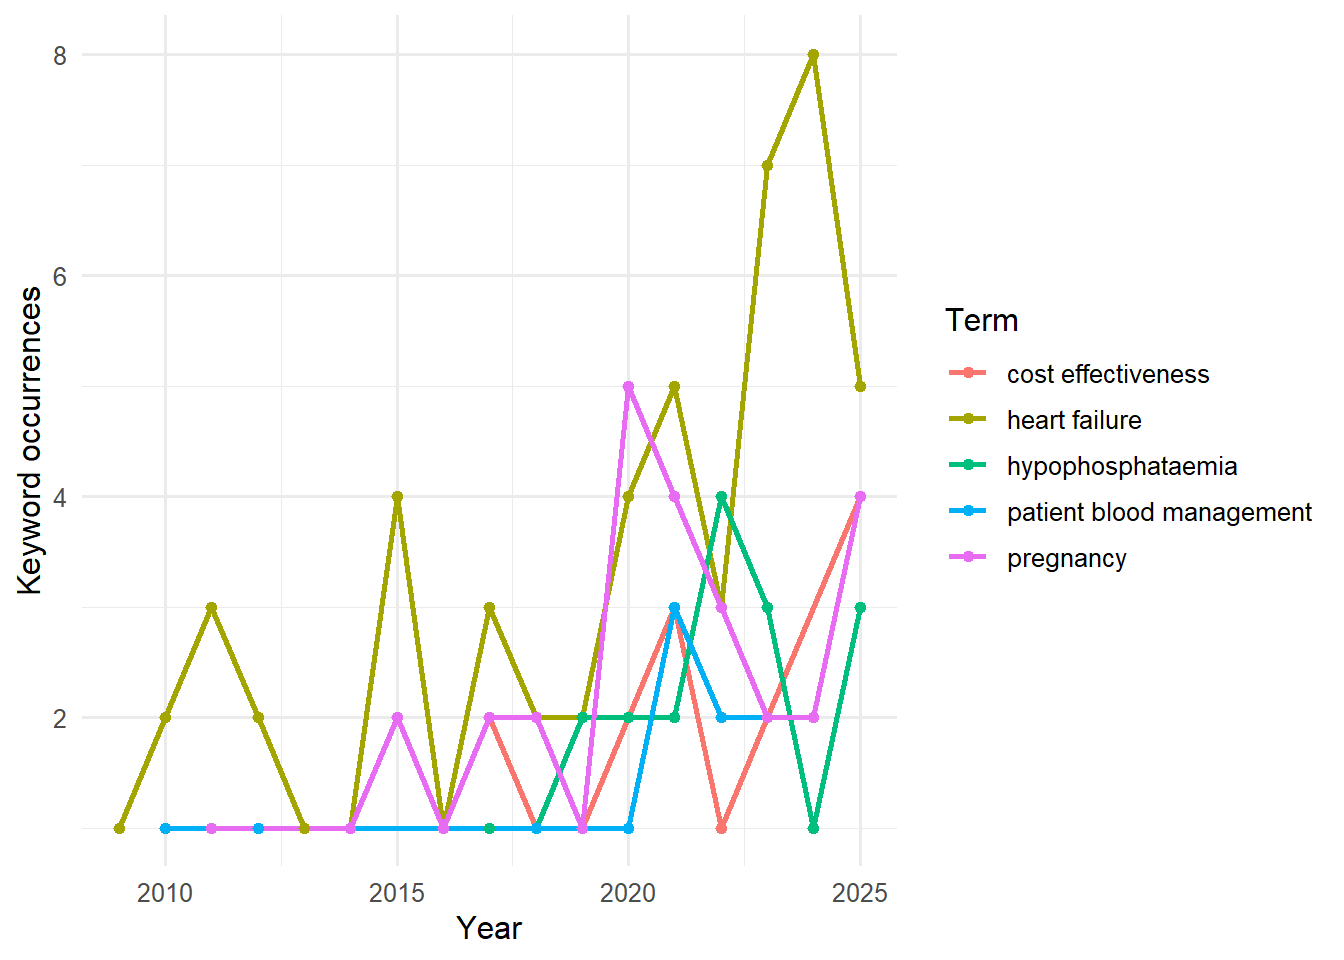 8
6
4
2
Keyword occurrences
2010
2015
2020
2025
Year
Term
cost effectiveness
heart failure
hypophosphataemia
patient blood management
pregnancy